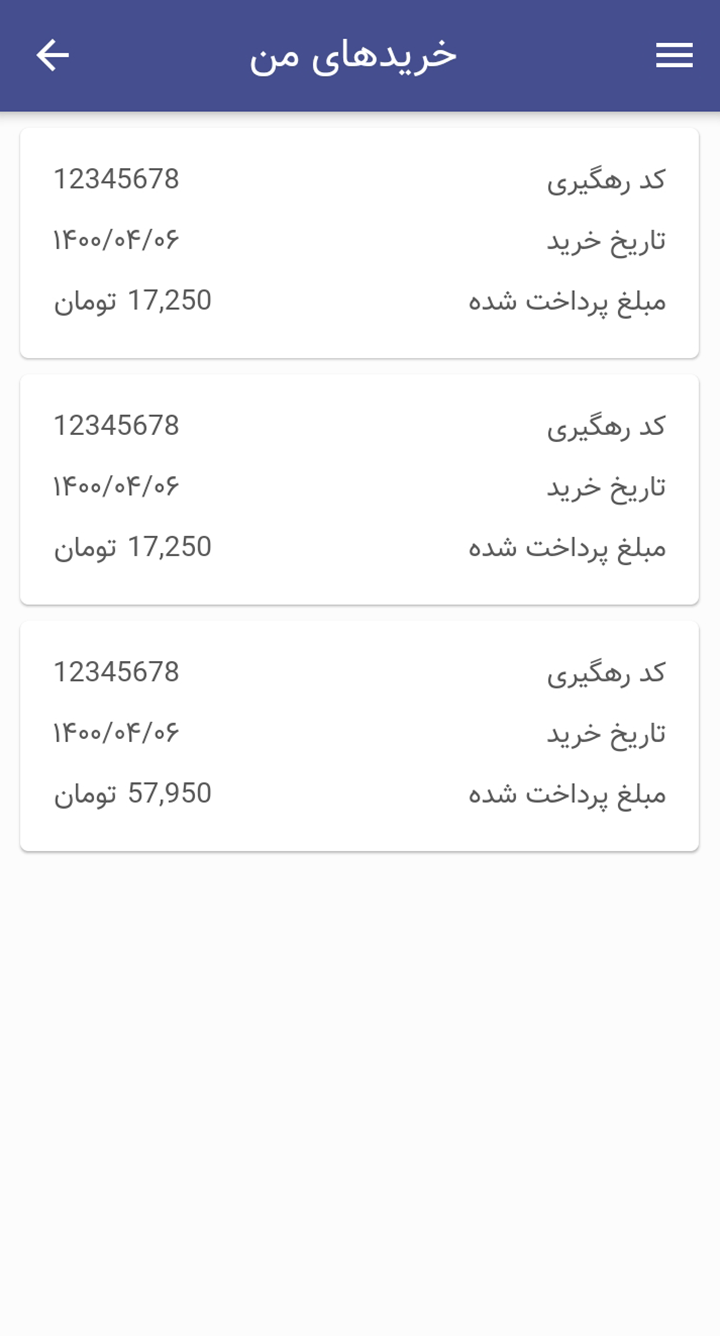 خریدهای من
کد رهگیری 12345678
تاریخ خرید ۱۴۰۰/۰۴/۰۶
مبلغ پرداخت شده 17,250 تومان
کد رهگیری 12345678
تاریخ خرید ۱۴۰۰/۰۴/۰۶
مبلغ پرداخت شده 17,250 تومان
کد رهگیری 12345678
تاریخ خرید ۱۴۰۰/۰۴/۰۶
مبلغ پرداخت شده 57,950 تومان